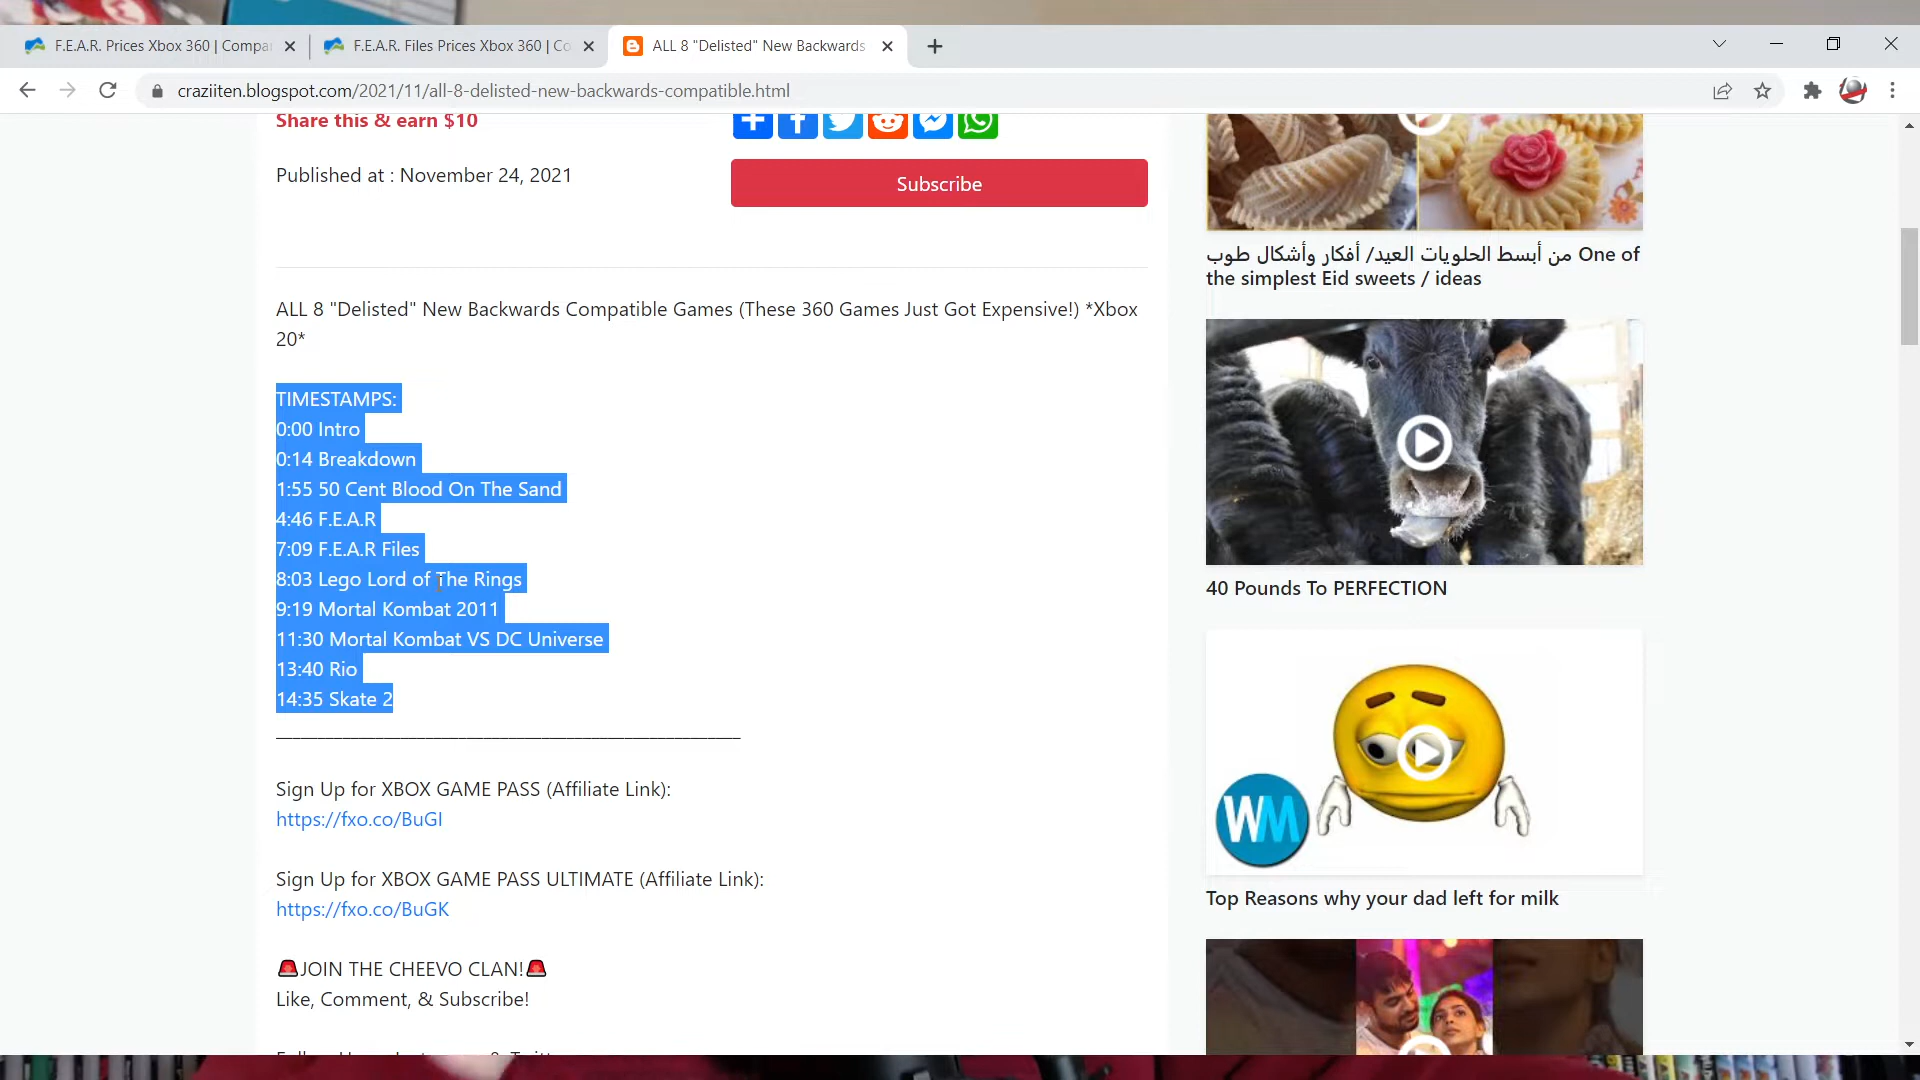 F.E.A.R. Prices Xbox 360 | Compa
F.E.A.R. Files Prices Xbox 360 | Co
ALL 8 "Delisted" New Backwards
craziiten.blogspot.com/2021/11/all-8-delisted-new-backwards-compatible.html
Share this & earn $10
Published at : November 24, 2021
Subscribe
ALL 8 "Delisted" New Backwards Compatible Games (These 360 Games Just Got Expensive!) *Xbox
20*
TIMESTAMPS:
0:00 Intro
0:14 Breakdown
1:55 50 Cent Blood On The Sand
4:46 F.E.A.R
7:09 F.E.A.R Files
8:03 Lego Lord of The Rings
9:19 Mortal Kombat 2011
11:30 Mortal Kombat VS DC Universe
13:40 Rio
14:35 Skate 2
Sign Up for XBOX GAME PASS (Affiliate Link):
https://fxo.co/BuGI
Sign Up for XBOX GAME PASS ULTIMATE (Affiliate Link):
https://fxo.co/BuGK
🚨JOIN THE CHEEVO CLAN!🚨
Like, Comment, & Subscribe!
من أبسط الحلويات العيد/ أفكار وأشكال طوب One of
the simplest Eid sweets / ideas
40 Pounds To PERFECTION
WM
Top Reasons why your dad left for milk